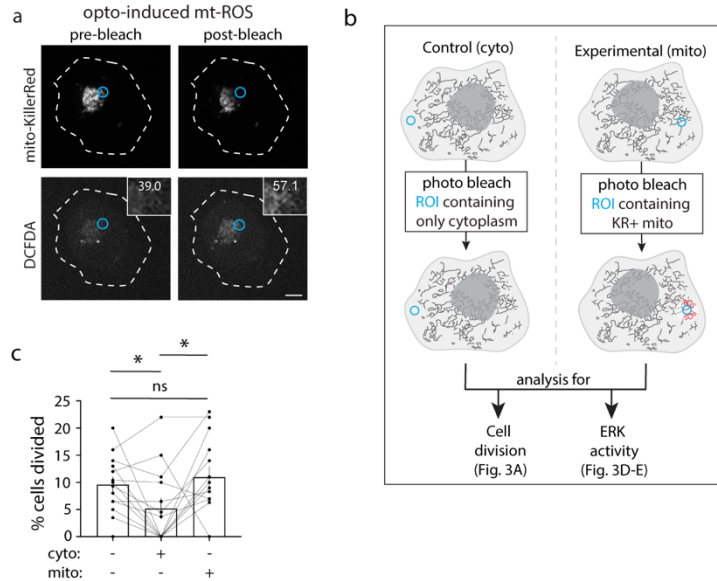 a
opto-induced mt-ROS
pre-bleach post-bleach
mito-KillerRed
DCFDA
39.0
57.1
b
Control (cyto)
Experimental (mito)
photo bleach
ROI containing
only cytoplasm
photo bleach
ROI containing
KR+ mito
analysis for
Cell
division
(Fig. 3A)
ERK
activity
(Fig. 3D-E)
c
* *
ns
% cells divided
25
20
15
10
5
0
cyto: - + -
mito: - - +